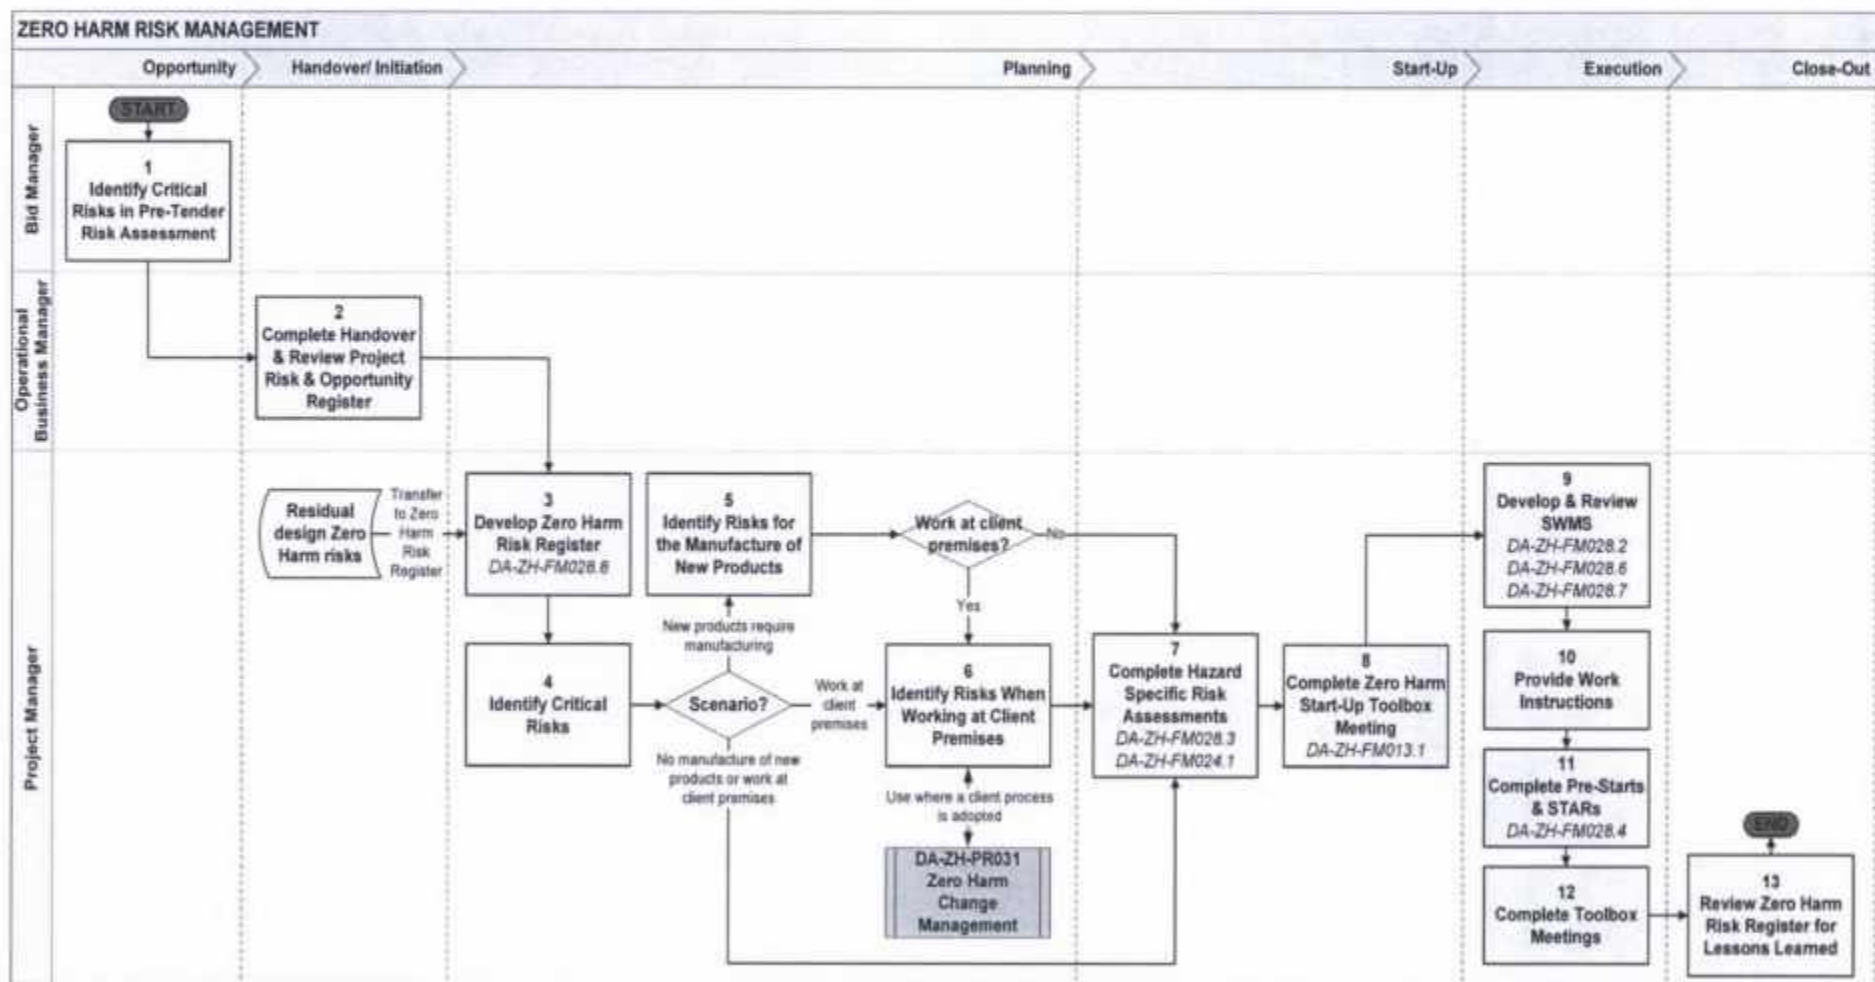 ZERO HARM RISK MANAGEMENT
Opportunity
Handover/ Initiation
Planning
Start-Up
Execution
Close-Out
Bid Manager
START
1
Identify Critical
Risks in Pre-Tender
Risk Assessment
Operational
Business Manager
2
Complete Handover
& Review Project
Risk & Opportunity
Register
Project Manager
Residual
design Zero
Harm risks
Transfer
to Zero
Harm
Risk
Register
3
Develop Zero Harm
Risk Register
DA-ZH-FM028.8
4
Identify Critical
Risks
Scenario?
New products require
manufacturing
5
Identify Risks for
the Manufacture of
New Products
Work at client
premises?
No
Yes
Work at
client
premises
6
Identify Risks When
Working at Client
Premises
No manufacture of new
products or work at
client premises
Use where a client process
is adopted
DA-ZH-PR031
Zero Harm
Change
Management
7
Complete Hazard
Specific Risk
Assessments
DA-ZH-FM028.3
DA-ZH-FM024.1
8
Complete Zero Harm
Start-Up Toolbox
Meeting
DA-ZH-FM013.1
9
Develop & Review
SWMS
DA-ZH-FM028.2
DA-ZH-FM028.6
DA-ZH-FM028.7
10
Provide Work
Instructions
11
Complete Pre-Starts
& STARs
DA-ZH-FM028.4
12
Complete Toolbox
Meetings
END
13
Review Zero Harm
Risk Register for
Lessons Learned